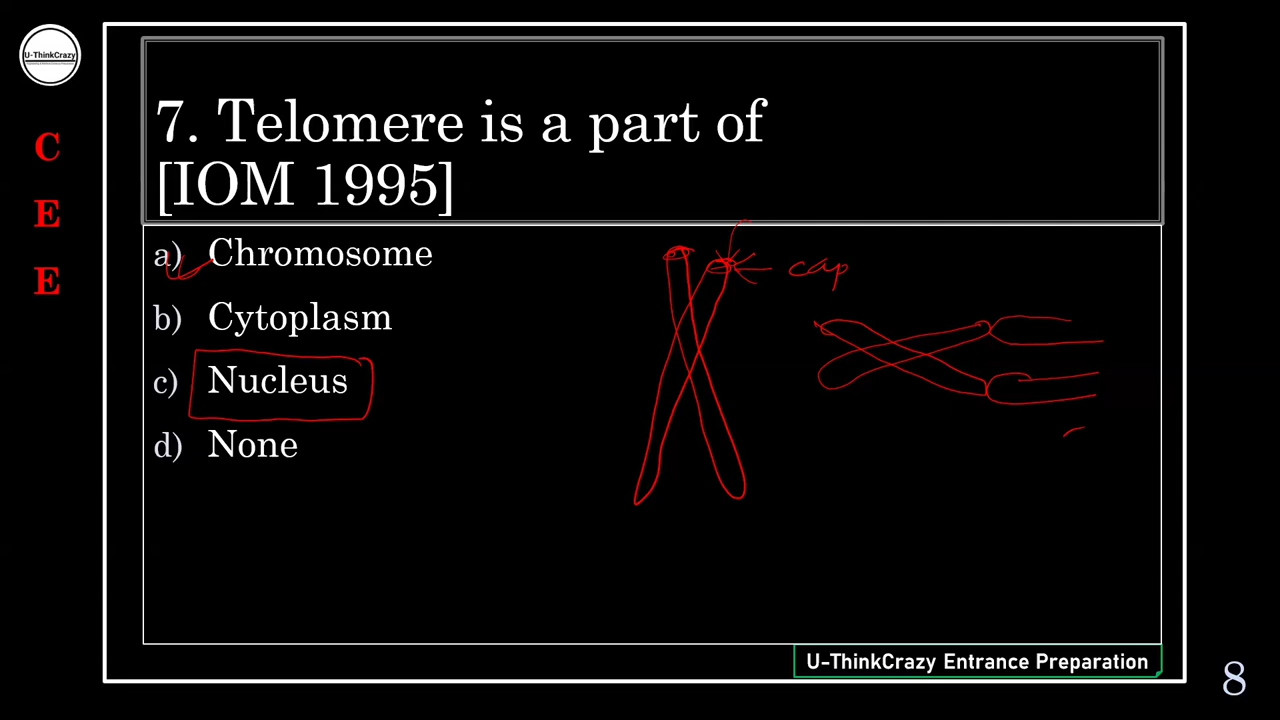 U-ThinkCrazy
C
E
E
7. Telomere is a part of
[IOM 1995]
a) Chromosome
b) Cytoplasm
c) Nucleus
d) None
cap
U-ThinkCrazy Entrance Preparation
8